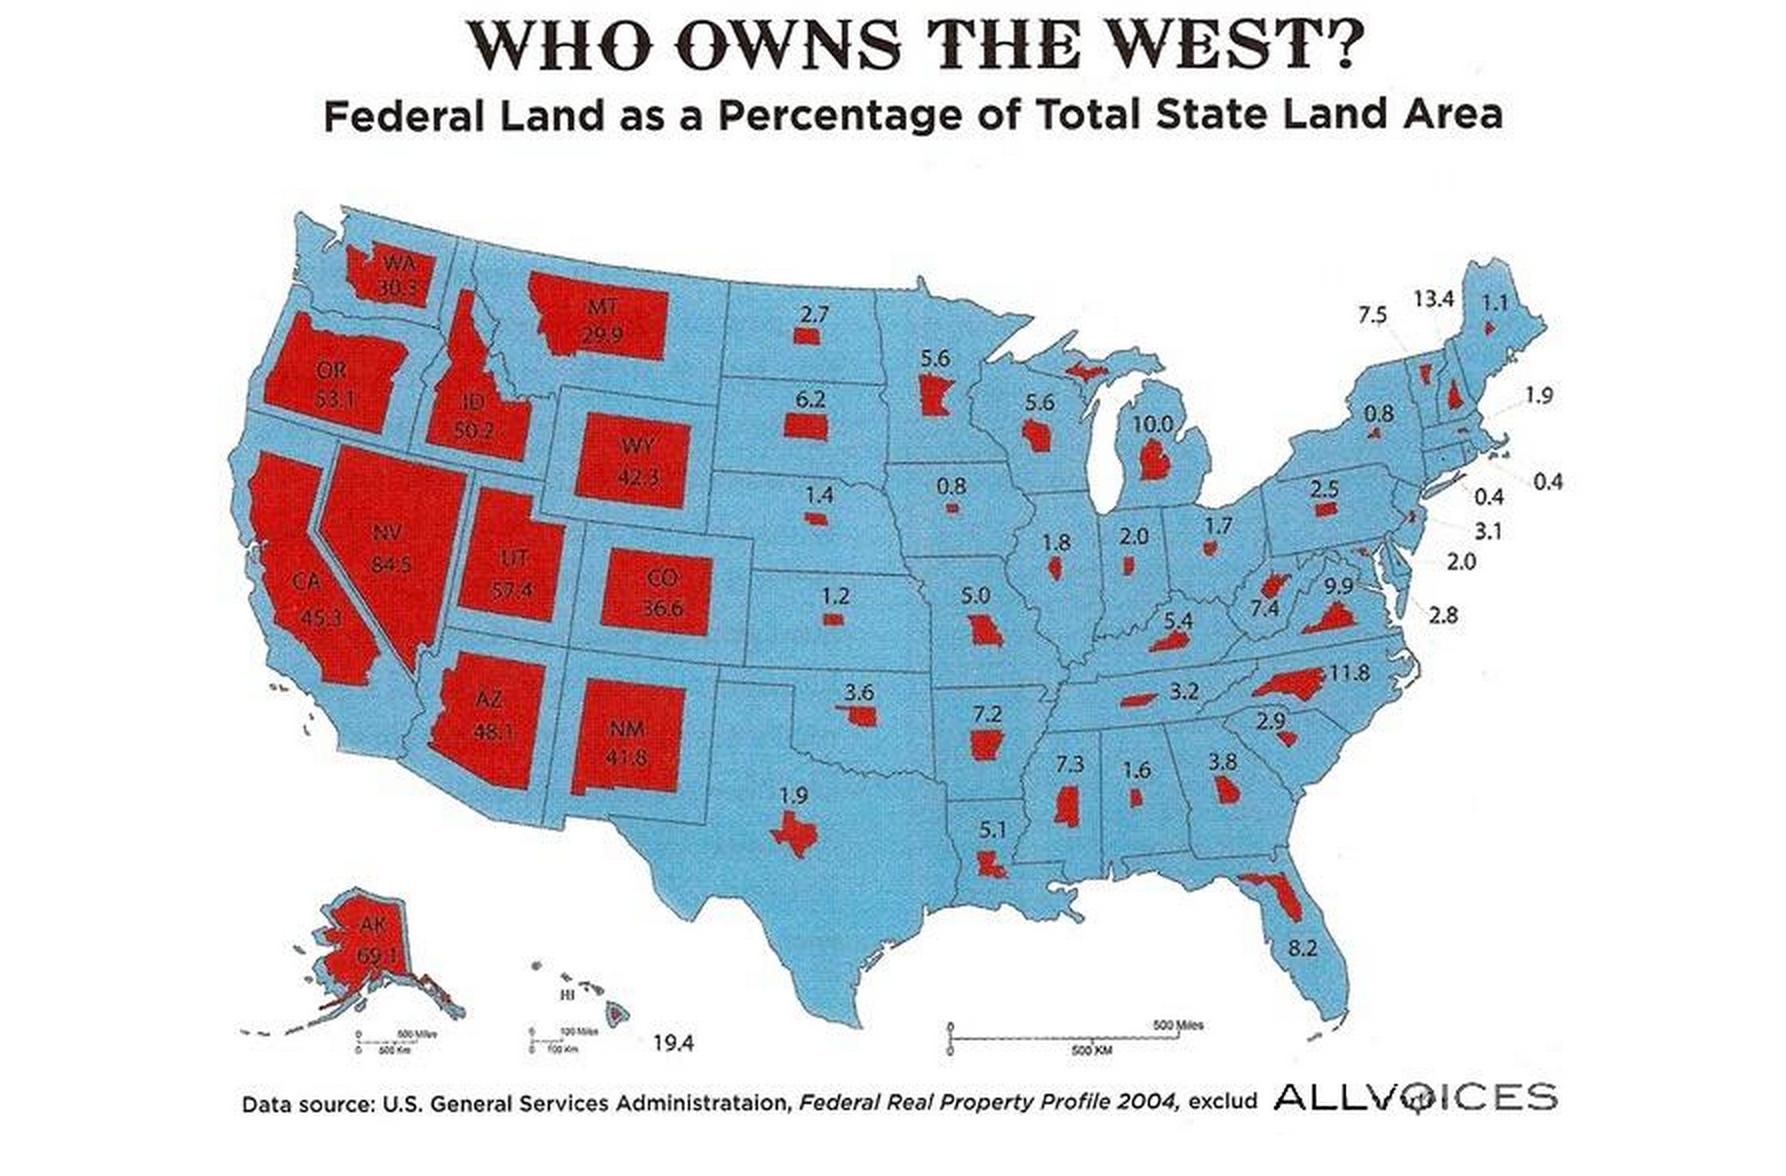 WHO OWNS THE WEST?
Federal Land as a Percentage of Total State Land Area
WA
30.3
MT
29.9
2.7
13.4
1.1
7.5
OR
53.1
ID
50.2
5.6
6.2
5.6
10.0
0.8
1.9
WY
42.3
1.4
0.8
2.5
0.4
0.4
3.1
NV
84.5
UT
57.4
CO
36.6
1.8
2.0
1.7
2.0
CA
45.3
1.2
5.0
5.4
7.4
9.9
2.8
AZ
48.1
NM
41.8
3.6
7.2
3.2
11.8
2.9
1.9
7.3
1.6
3.8
5.1
8.2
AK
69.1
HI
19.4
0 500 Miles
0 500 Km
0 100 Miles
0 100 Km
0 500 Miles
0 500 KM
Data source: U.S. General Services Administrataion, Federal Real Property Profile 2004, exclud
ALLVOICES